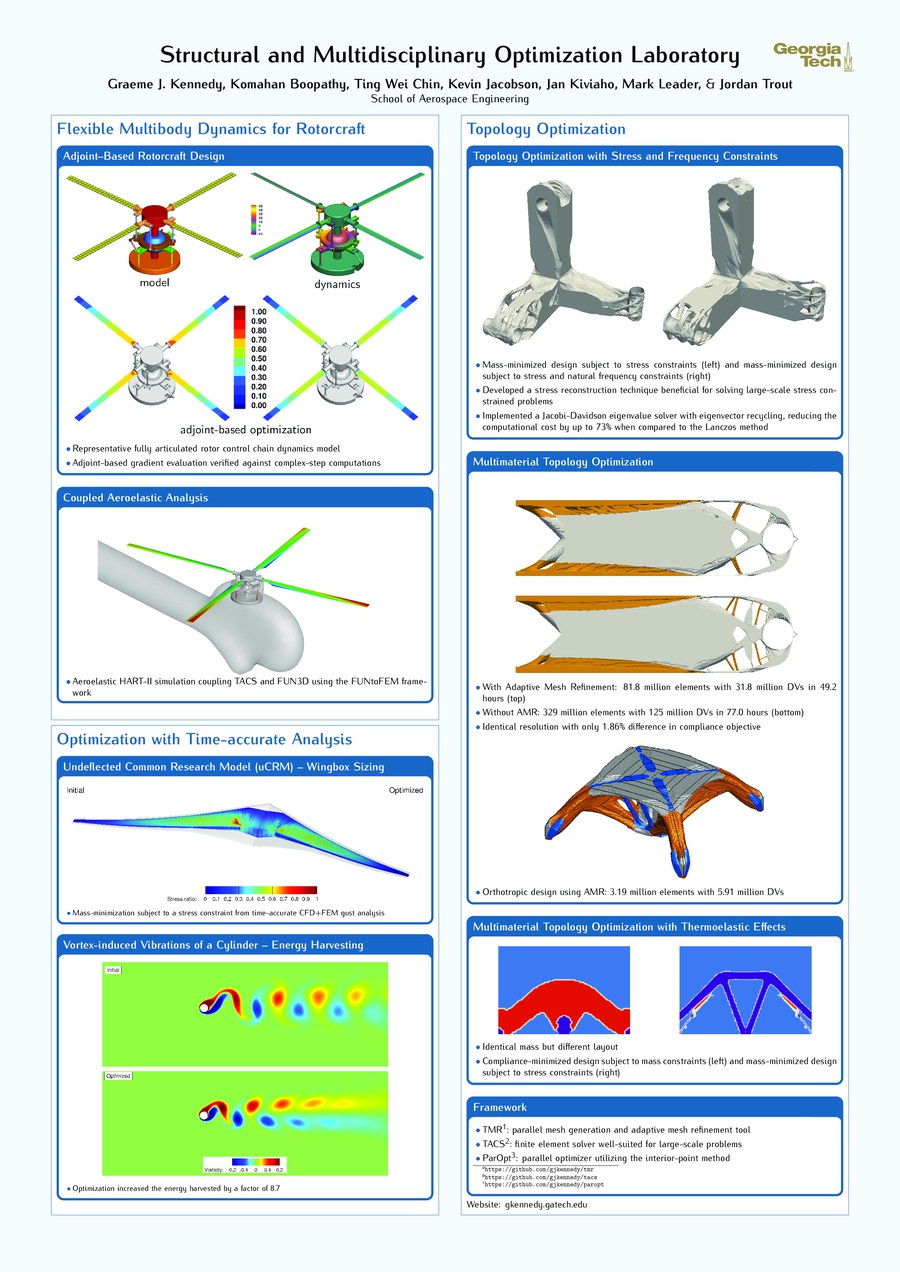 Structural and Multidisciplinary Optimization Laboratory
Georgia
Tech
Graeme J. Kennedy, Komahan Boopathy, Ting Wei Chin, Kevin Jacobson, Jan Kiviaho, Mark Leader, & Jordan Trout
School of Aerospace Engineering
Flexible Multibody Dynamics for Rotorcraft
Adjoint–Based Rotorcraft Design
model
dynamics
1.00
0.90
0.80
0.70
0.60
0.50
0.40
0.30
0.20
0.10
0.00
adjoint-based optimization
• Representative fully articulated rotor control chain dynamics model
• Adjoint-based gradient evaluation verified against complex-step computations
Coupled Aeroelastic Analysis
• Aeroelastic HART-II simulation coupling TACS and FUN3D using the FUNtoFEM frame-
work
Optimization with Time-accurate Analysis
Undeflected Common Research Model (uCRM) – Wingbox Sizing
Initial
Optimized
Stress ratio: 0 0.1 0.2 0.3 0.4 0.5 0.6 0.7 0.8 0.9 1
• Mass-minimization subject to a stress constraint from time-accurate CFD+FEM gust analysis
Vortex-induced Vibrations of a Cylinder – Energy Harvesting
Initial
Optimized
Vorticity: -0.2 -0.1 0 0.1 0.2
• Optimization increased the energy harvested by a factor of 8.7
Topology Optimization
Topology Optimization with Stress and Frequency Constraints
• Mass-minimized design subject to stress constraints (left) and mass-minimized design
subject to stress and natural frequency constraints (right)
• Developed a stress reconstruction technique beneficial for solving large-scale stress con-
strained problems
• Implemented a Jacobi-Davidson eigenvalue solver with eigenvector recycling, reducing the
computational cost by up to 73% when compared to the Lanczos method
Multimaterial Topology Optimization
• With Adaptive Mesh Refinement: 81.8 million elements with 31.8 million DVs in 49.2
hours (top)
• Without AMR: 329 million elements with 125 million DVs in 77.0 hours (bottom)
• Identical resolution with only 1.86% difference in compliance objective
• Orthotropic design using AMR: 3.19 million elements with 5.91 million DVs
Multimaterial Topology Optimization with Thermoelastic Effects
• Identical mass but different layout
• Compliance-minimized design subject to mass constraints (left) and mass-minimized design
subject to stress constraints (right)
Framework
• TMR1: parallel mesh generation and adaptive mesh refinement tool
• TACS2: finite element solver well-suited for large-scale problems
• ParOpt3: parallel optimizer utilizing the interior-point method
https://github.com/gjkennedy/tmr
https://github.com/gjkennedy/tacs
https://github.com/gjkennedy/paropt
Website: gkennedy.gatech.edu